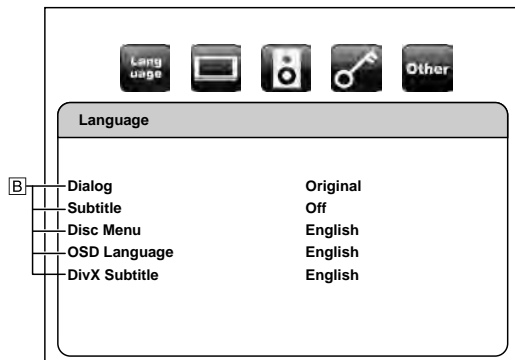 Lang
uage
Other
Language
B
Dialog Original
Subtitle Off
Disc Menu English
OSD Language English
DivX Subtitle English